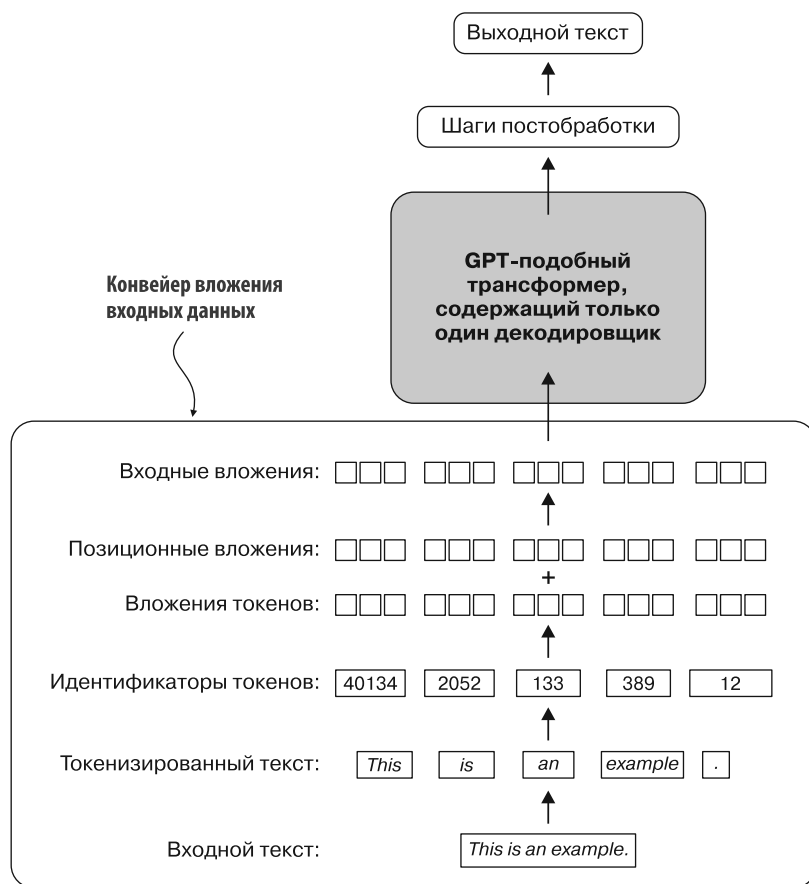 Выходной текст
Шаги постобработки
GPT-подобный
трансформер,
содержащий только
один декодировщик
Конвейер вложения
входных данных
Входные вложения:
Позиционные вложения:
+
Вложения токенов:
Идентификаторы токенов: 40134 2052 133 389 12
Токенизированный текст: This is an example .
Входной текст: This is an example.